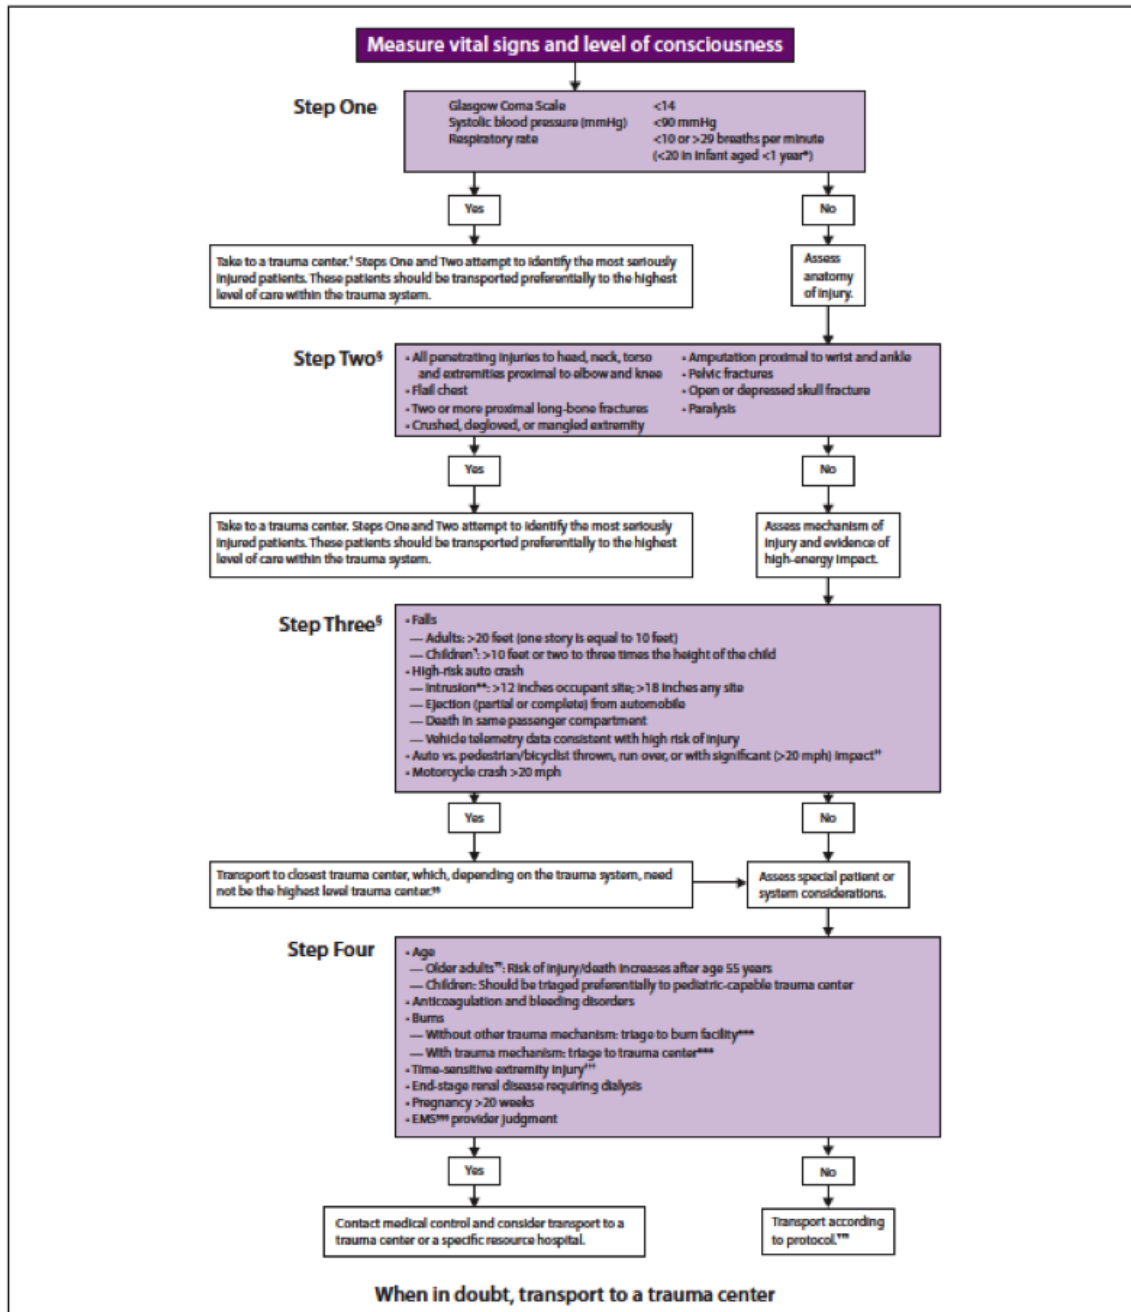 Measure vital signs and level of consciousness
Step One
Glasgow Coma Scale <14
Systolic blood pressure (mmHg) <90 mmHg
Respiratory rate <10 or >29 breaths per minute
(<20 in infant aged <1 year*)
Yes
No
Take to a trauma center.† Steps One and Two attempt to identify the most seriously
injured patients. These patients should be transported preferentially to the highest
level of care within the trauma system.
Assess
anatomy
of injury.
Step Two§
• All penetrating injuries to head, neck, torso
and extremities proximal to elbow and knee
• Flail chest
• Two or more proximal long-bone fractures
• Crushed, degloved, or mangled extremity
• Amputation proximal to wrist and ankle
• Pelvic fractures
• Open or depressed skull fracture
• Paralysis
Yes
No
Take to a trauma center. Steps One and Two attempt to identify the most seriously
injured patients. These patients should be transported preferentially to the highest
level of care within the trauma system.
Assess mechanism of
injury and evidence of
high-energy impact.
Step Three§
• Falls
— Adults: >20 feet (one story is equal to 10 feet)
— Children¶: >10 feet or two to three times the height of the child
• High-risk auto crash
— Intrusion**: >12 inches occupant site; >18 inches any site
— Ejection (partial or complete) from automobile
— Death in same passenger compartment
— Vehicle telemetry data consistent with high risk of injury
• Auto vs. pedestrian/bicyclist thrown, run over, or with significant (>20 mph) impact††
• Motorcycle crash >20 mph
Yes
No
Transport to closest trauma center, which, depending on the trauma system, need
not be the highest level trauma center.§§
Assess special patient or
system considerations.
Step Four
• Age
— Older adults¶¶: Risk of injury/death increases after age 55 years
— Children: Should be triaged preferentially to pediatric-capable trauma center
• Anticoagulation and bleeding disorders
• Burns
— Without other trauma mechanism: triage to burn facility***
— With trauma mechanism: triage to trauma center***
• Time-sensitive extremity injury†††
• End-stage renal disease requiring dialysis
• Pregnancy >20 weeks
• EMS§§§ provider judgment
Yes
No
Contact medical control and consider transport to a
trauma center or a specific resource hospital.
Transport according
to protocol.¶¶¶
When in doubt, transport to a trauma center